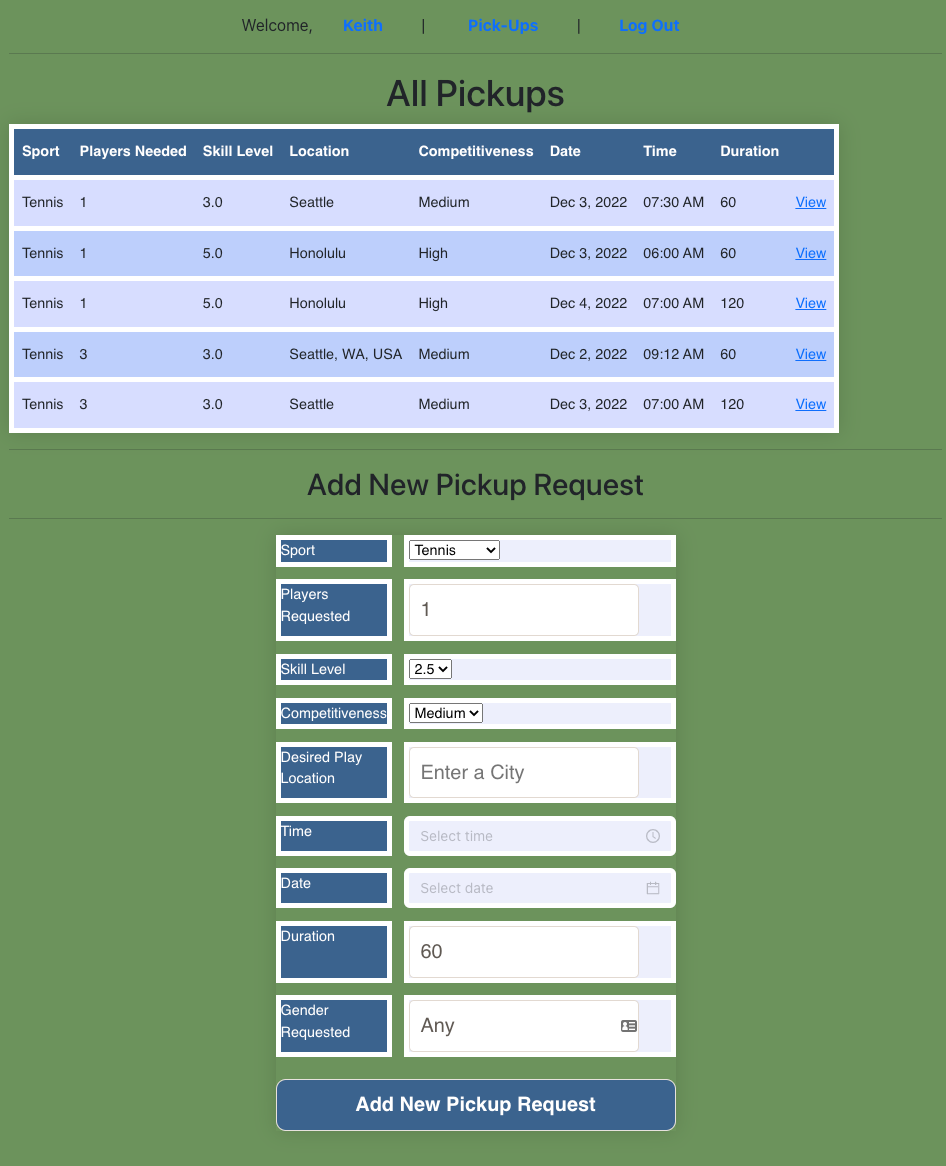 Welcome, Keith | Pick-Ups | Log Out
All Pickups
Sport Players Needed Skill Level Location Competitiveness Date Time Duration
Tennis 1 3.0 Seattle Medium Dec 3, 2022 07:30 AM 60 View
Tennis 1 5.0 Honolulu High Dec 3, 2022 06:00 AM 60 View
Tennis 1 5.0 Honolulu High Dec 4, 2022 07:00 AM 120 View
Tennis 3 3.0 Seattle, WA, USA Medium Dec 2, 2022 09:12 AM 60 View
Tennis 3 3.0 Seattle Medium Dec 3, 2022 07:00 AM 120 View
Add New Pickup Request
Sport Tennis
Players
Requested
1
Skill Level 2.5
Competitiveness Medium
Desired Play
Location
Enter a City
Time Select time
Date Select date
Duration
60
Gender
Requested
Any
Add New Pickup Request